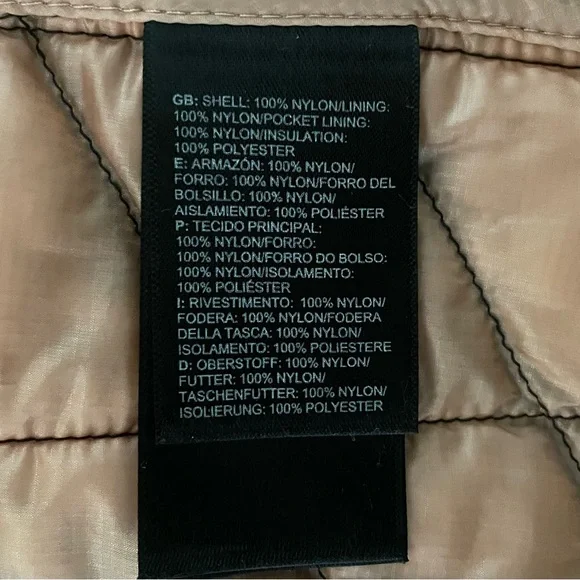 GB: SHELL: 100% NYLON/LINING:
100% NYLON/POCKET LINING:
100% NYLON/INSULATION:
100% POLYESTER
E: ARMAZÓN: 100% NYLON/
FORRO: 100% NYLON/FORRO DEL
BOLSILLO: 100% NYLON/
AISLAMIENTO: 100% POLIÉSTER
P: TECIDO PRINCIPAL:
100% NYLON/FORRO:
100% NYLON/FORRO DO BOLSO:
100% NYLON/ISOLAMENTO:
100% POLIÉSTER
I: RIVESTIMENTO: 100% NYLON/
FODERA: 100% NYLON/FODERA
DELLA TASCA: 100% NYLON/
ISOLAMENTO: 100% POLIESTERE
D: OBERSTOFF: 100% NYLON/
FUTTER: 100% NYLON/
TASCHENFUTTER: 100% NYLON/
ISOLIERUNG: 100% POLYESTER